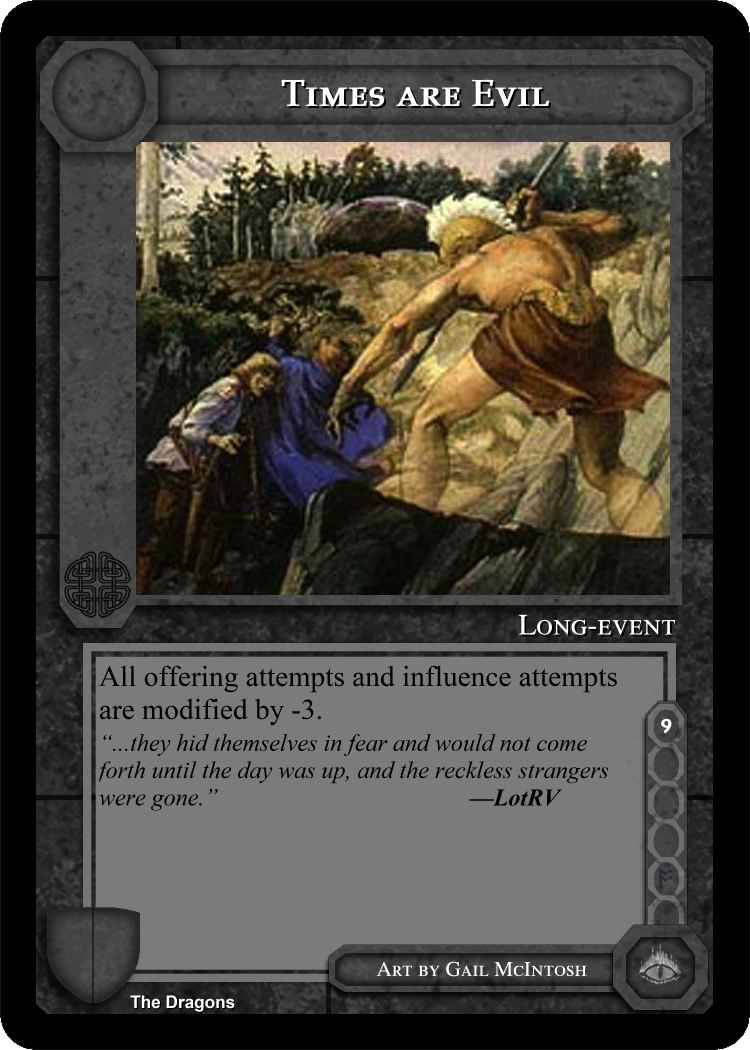 Times are Evil
Long-event
All offering attempts and influence attempts
are modified by -3.
“...they hid themselves in fear and would not come
forth until the day was up, and the reckless strangers
were gone.” —LotRV
9
Art by Gail McIntosh
The Dragons